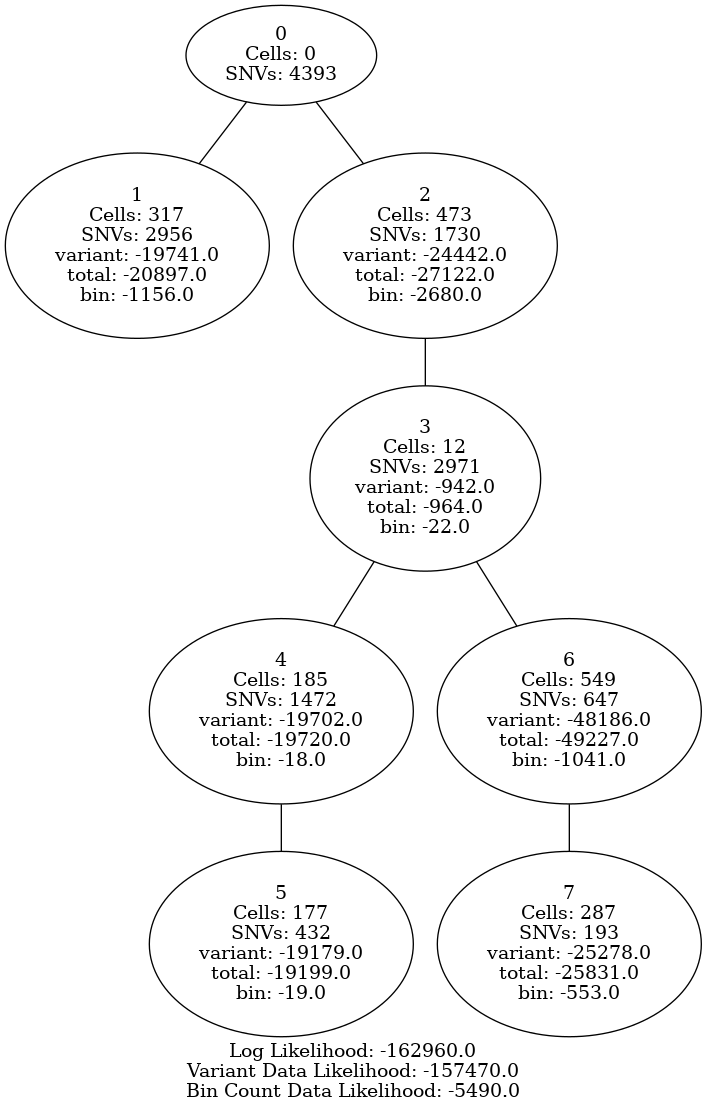 0
Cells: 0
SNVs: 4393
1
Cells: 317
SNVs: 2956
variant: -19741.0
total: -20897.0
bin: -1156.0
2
Cells: 473
SNVs: 1730
variant: -24442.0
total: -27122.0
bin: -2680.0
3
Cells: 12
SNVs: 2971
variant: -942.0
total: -964.0
bin: -22.0
4
Cells: 185
SNVs: 1472
variant: -19702.0
total: -19720.0
bin: -18.0
6
Cells: 549
SNVs: 647
variant: -48186.0
total: -49227.0
bin: -1041.0
5
Cells: 177
SNVs: 432
variant: -19179.0
total: -19199.0
bin: -19.0
7
Cells: 287
SNVs: 193
variant: -25278.0
total: -25831.0
bin: -553.0
Log Likelihood: -162960.0
Variant Data Likelihood: -157470.0
Bin Count Data Likelihood: -5490.0